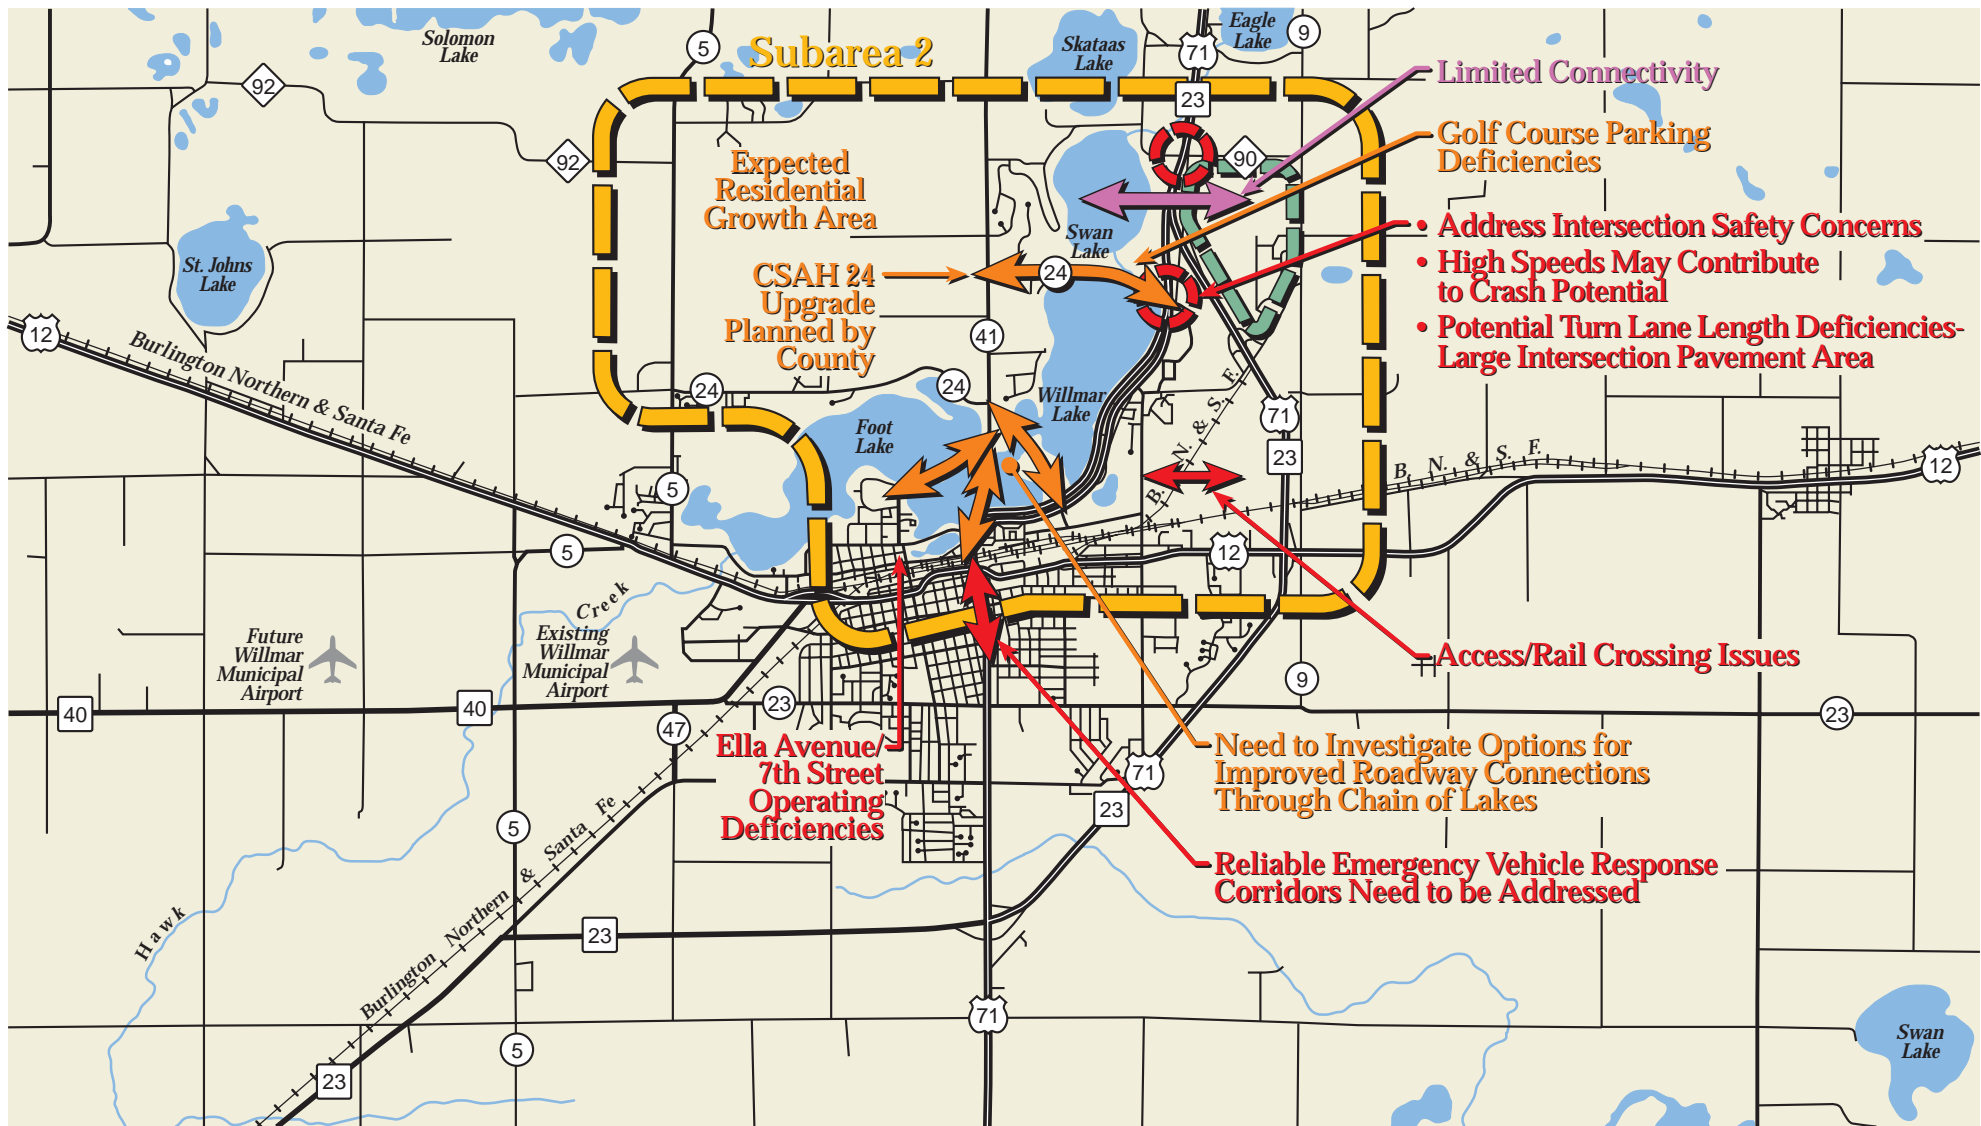 Solomon
Lake
5
Subarea 2
Skataas
Lake
71
Eagle
Lake
9
92
23
Limited Connectivity
Golf Course Parking
Deficiencies
92
Expected
Residential
Growth Area
90
St. Johns
Lake
Swan
Lake
• Address Intersection Safety Concerns
• High Speeds May Contribute
to Crash Potential
• Potential Turn Lane Length Deficiencies-
Large Intersection Pavement Area
CSAH 24
Upgrade
Planned by
County
24
41
12
Burlington Northern & Santa Fe
24
24
Willmar
Lake
Foot
Lake
B. N. & S. F.
71
23
B. N. & S. F.
12
5
5
12
Creek
Future
Willmar
Municipal
Airport
Existing
Willmar
Municipal
Airport
Access/Rail Crossing Issues
9
40
40
47
23
23
Ella Avenue/
7th Street
Operating
Deficiencies
71
23
Need to Investigate Options for
Improved Roadway Connections
Through Chain of Lakes
5
Reliable Emergency Vehicle Response
Corridors Need to be Addressed
Hawk
Burlington Northern & Santa Fe
23
71
5
23
Swan
Lake